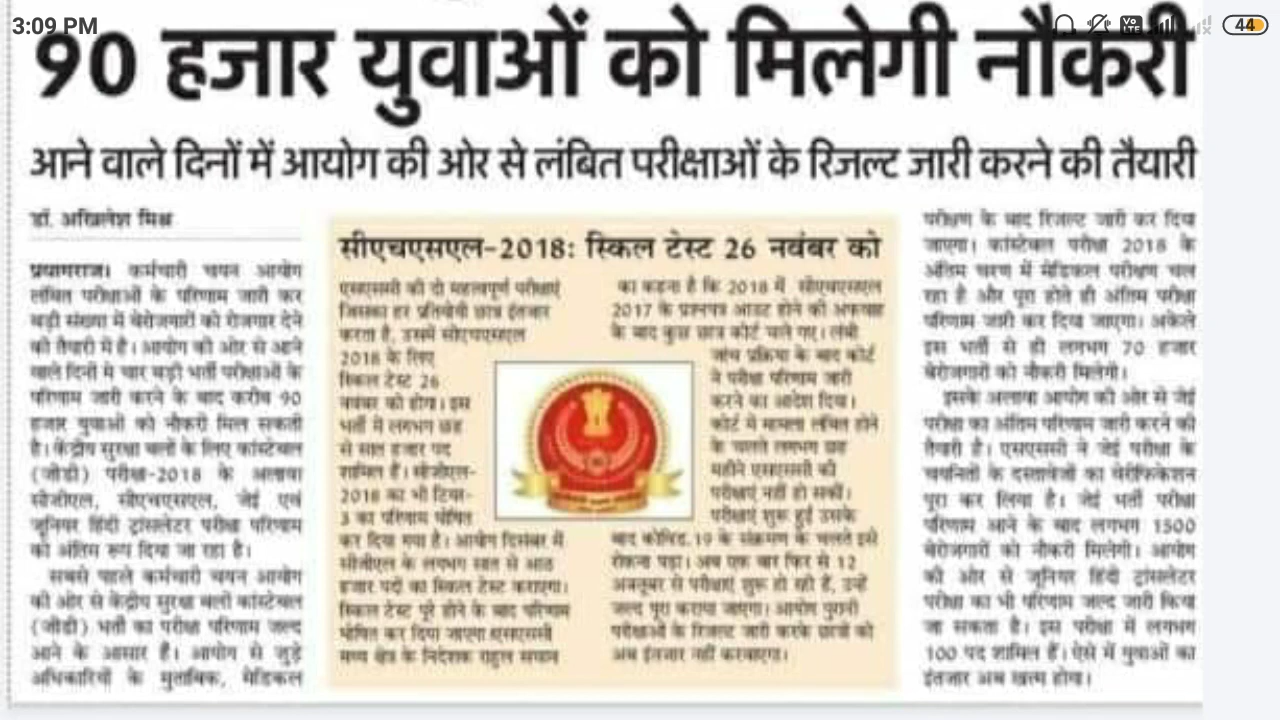 3:09 PM
44
90 हजार युवाओं को मिलेगी नौकरी
आने वाले दिनों में आयोग की ओर से लंबित परीक्षाओं के रिजल्ट जारी करने की तैयारी
डॉ. अखिलेश मिश्र
प्रयागराज। कर्मचारी चयन आयोग
लंबित परीक्षाओं के परिणाम जारी कर
बड़ी संख्या में बेरोजगारों को रोजगार देने
की तैयारी में है। आयोग की ओर से आने
वाले दिनों में चार बड़ी भर्ती परीक्षाओं के
परिणाम जारी करने के बाद करीब 90
हजार युवाओं को नौकरी मिल सकती
है। केंद्रीय सुरक्षा बलों के लिए कांस्टेबल
(जीडी) परीक्षा-2018 के अलावा
सीजीएल, सीएचएसएल, जेई एवं
जूनियर हिंदी ट्रांसलेटर परीक्षा परिणाम
को अंतिम रूप दिया जा रहा है।
सबसे पहले कर्मचारी चयन आयोग
की ओर से केंद्रीय सुरक्षा बलों कांस्टेबल
(जीडी) भर्ती का परीक्षा परिणाम जल्द
आने के आसार हैं। आयोग से जुड़े
अधिकारियों के मुताबिक, मेडिकल
सीएचएसएल-2018: स्किल टेस्ट 26 नवंबर को
एसएससी की दो महत्वपूर्ण परीक्षाएं
जिसका हर प्रतियोगी छात्र इंतजार
करता है, उसमें सीएचएसएल
2018 के लिए
स्किल टेस्ट 26
नवंबर को होगा। इस
भर्ती में लगभग छह
से सात हजार पद
शामिल हैं। सीजीएल-
2018 का भी टियर-
3 का परिणाम घोषित
कर दिया गया है। आयोग दिसंबर में
सीजीएल के लगभग सात से आठ
हजार पदों का स्किल टेस्ट कराएगा।
स्किल टेस्ट पूरे होने के बाद परिणाम
घोषित कर दिया जाएगा एसएससी
मध्य क्षेत्र के निदेशक राहुल सचान
का कहना है कि 2018 में सीएचएसएल
2017 के प्रश्नपत्र आउट होने की अफवाह
के बाद कुछ छात्र कोर्ट चले गए। लंबी
जांच प्रक्रिया के बाद कोर्ट
ने परीक्षा परिणाम जारी
करने का आदेश दिया।
कोर्ट में मामला लंबित होने
के चलते लगभग छह
महीने एसएससी की
परीक्षाएं नहीं हो सकीं।
परीक्षाएं शुरू हुईं उसके
बाद कोविड.19 के संक्रमण के चलते इसे
रोकना पड़ा। अब एक बार फिर से 12
अक्तूबर से परीक्षाएं शुरू हो रही हैं, उन्हें
जल्द पूरा कराया जाएगा। आयोग पुरानी
परीक्षाओं के रिजल्ट जारी करके छात्रों को
अब इंतजार नहीं करवाएगा।
परीक्षण के बाद रिजल्ट जारी कर दिया
जाएगा। कांस्टेबल परीक्षा 2018 के
अंतिम चरण में मेडिकल परीक्षण चल
रहा है और पूरा होते ही अंतिम परीक्षा
परिणाम जारी कर दिया जाएगा। अकेले
इस भर्ती से ही लगभग 70 हजार
बेरोजगारों को नौकरी मिलेगी।
इसके अलावा आयोग की ओर से जेई
परीक्षा का अंतिम परिणाम जारी करने की
तैयारी है। एसएससी ने जेई परीक्षा के
चयनितों के दस्तावेजों का वेरीफिकेशन
पूरा कर लिया है। जेई भर्ती परीक्षा
परिणाम आने के बाद लगभग 1500
बेरोजगारों को नौकरी मिलेगी। आयोग
की ओर से जूनियर हिंदी ट्रांसलेटर
परीक्षा का भी परिणाम जल्द जारी किया
जा सकता है। इस परीक्षा में लगभग
100 पद शामिल हैं। ऐसे में युवाओं का
इंतजार अब खत्म होगा।